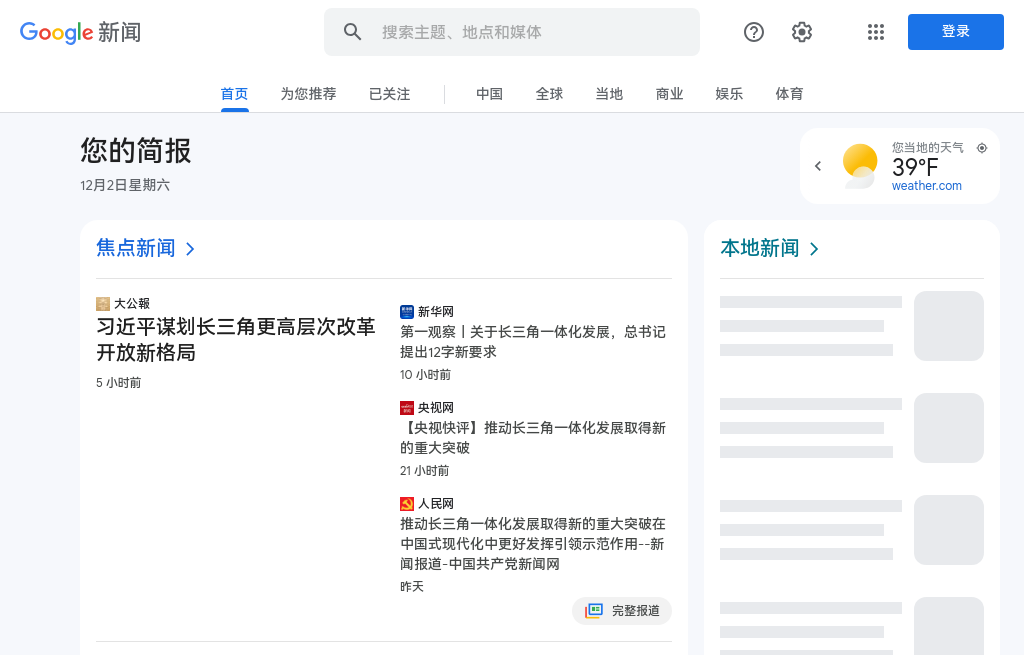 Google 新闻
搜索主题、地点和媒体
登录
首页
为您推荐
已关注
中国
全球
当地
商业
娱乐
体育
您的简报
12月2日星期六
您当地的天气
39°F
weather.com
焦点新闻
大公報
习近平谋划长三角更高层次改革
开放新格局
5 小时前
新华网
第一观察丨关于长三角一体化发展，总书记
提出12字新要求
10 小时前
央视网
【央视快评】推动长三角一体化发展取得新
的重大突破
21 小时前
人民网
推动长三角一体化发展取得新的重大突破在
中国式现代化中更好发挥引领示范作用--新
闻报道-中国共产党新闻网
昨天
完整报道
本地新闻